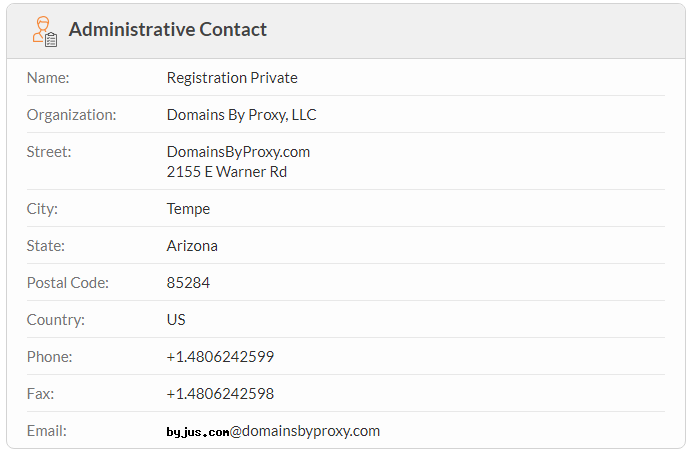 Administrative Contact
Name: Registration Private
Organization: Domains By Proxy, LLC
Street: DomainsByProxy.com
2155 E Warner Rd
City: Tempe
State: Arizona
Postal Code: 85284
Country: US
Phone: +1.4806242599
Fax: +1.4806242598
Email: byjus.com@domainsbyproxy.com